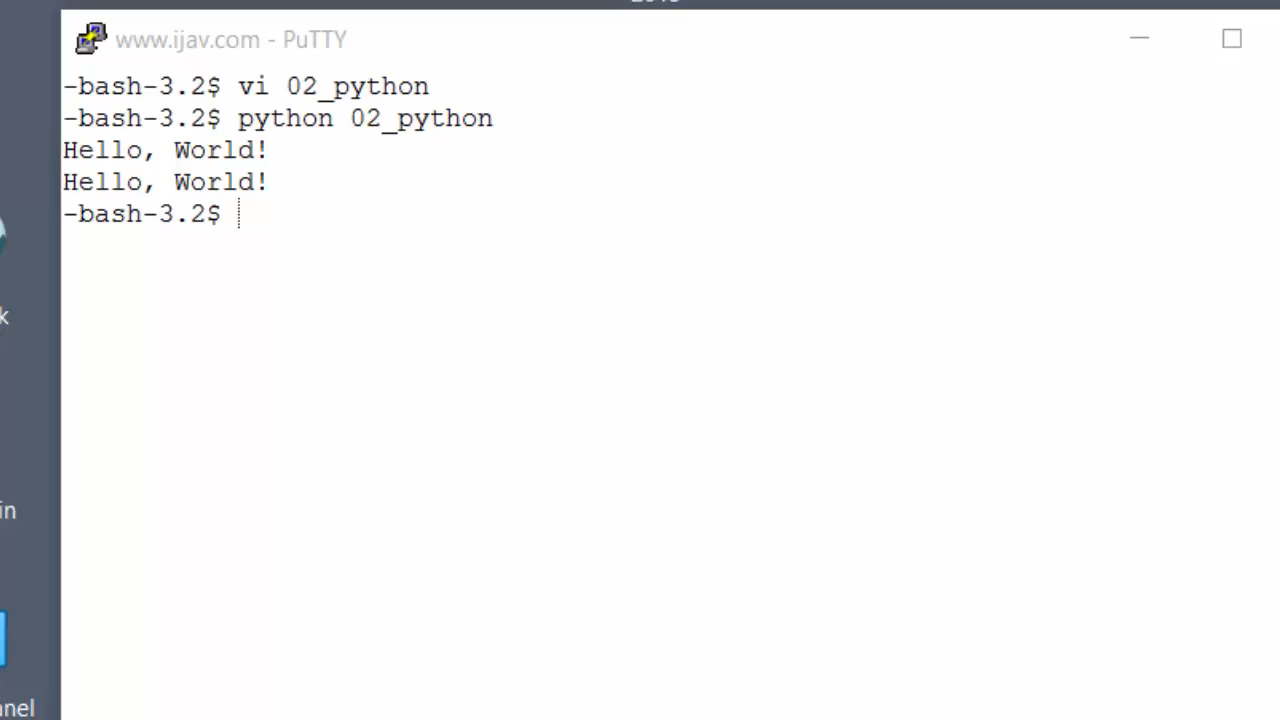 www.ijav.com - PuTTY
-bash-3.2$ vi 02_python
-bash-3.2$ python 02_python
Hello, World!
Hello, World!
-bash-3.2$
k
in
anel